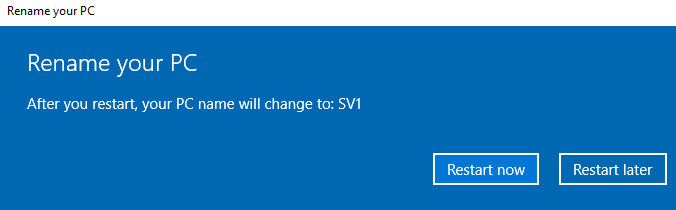 Rename your PC
Rename your PC
After you restart, your PC name will change to: SV1
Restart now
Restart later